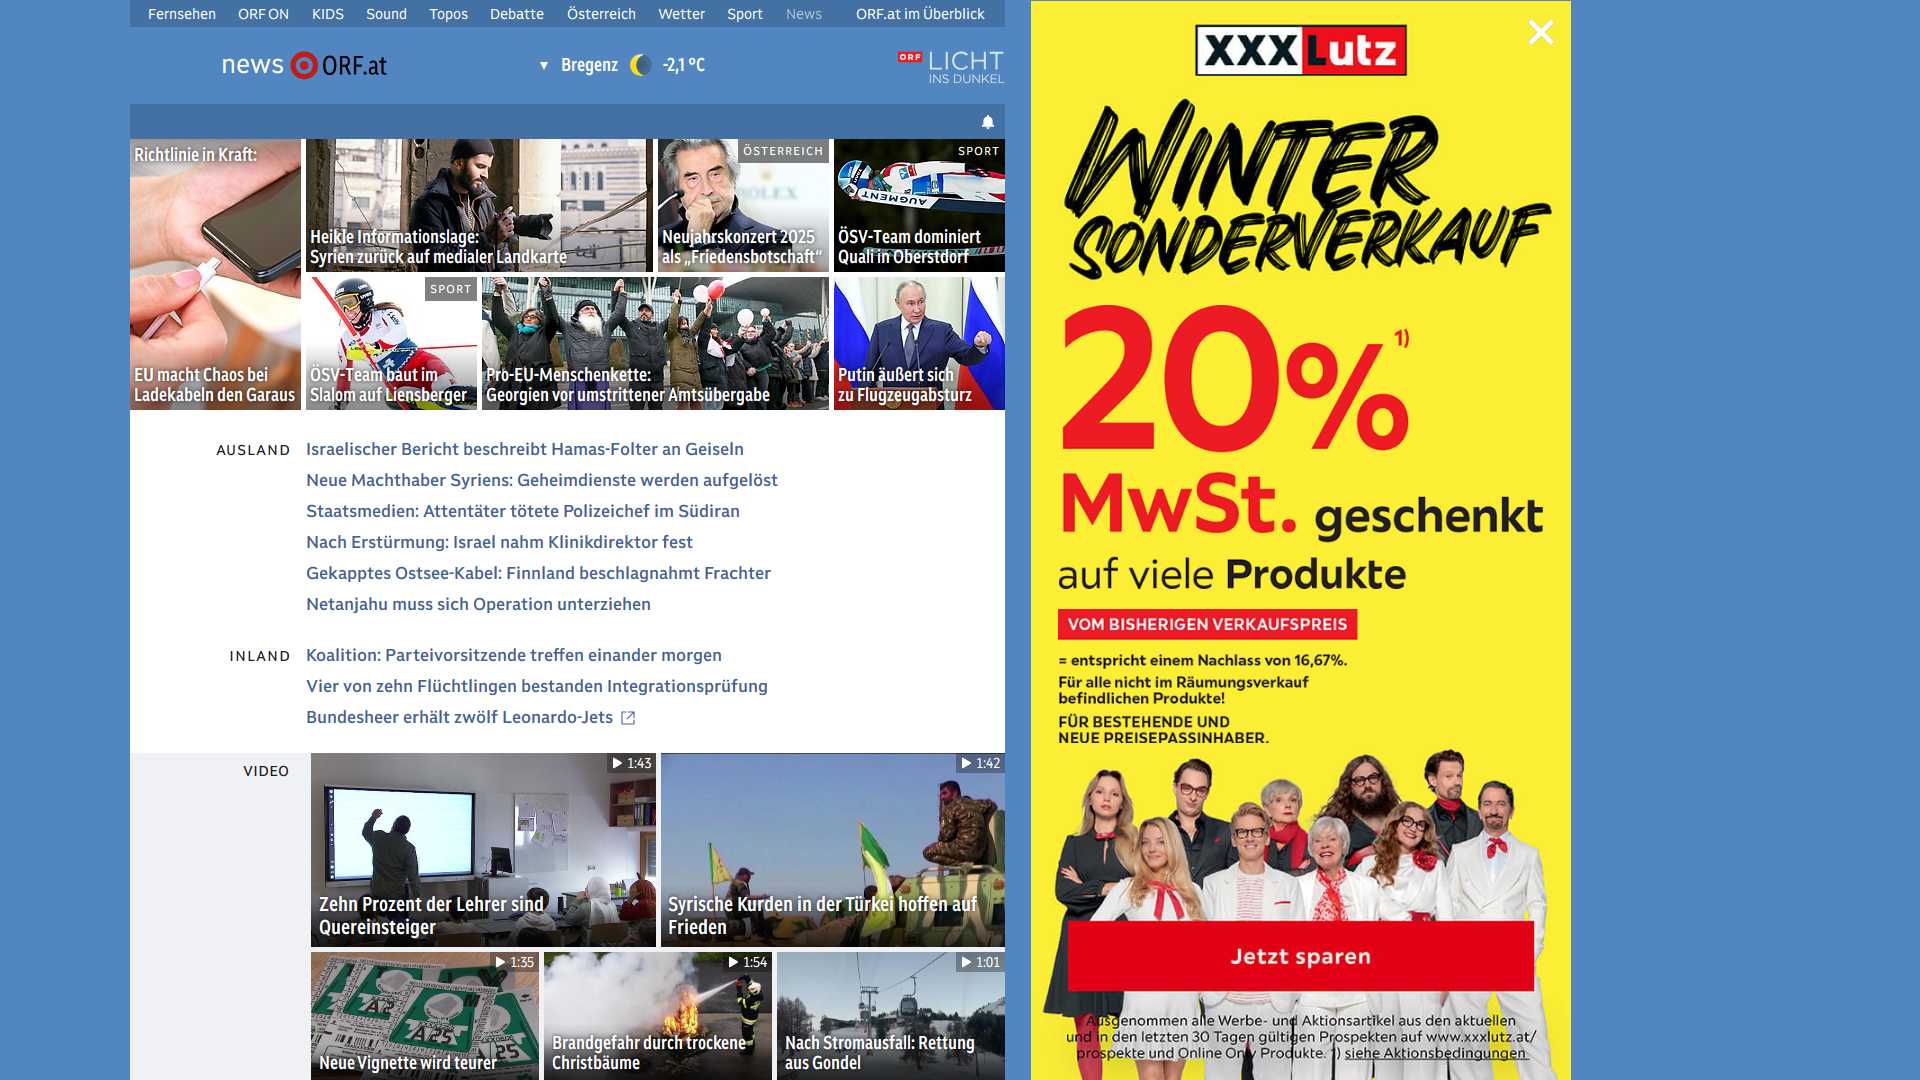 Fernsehen ORF ON KIDS Sound Topos Debatte Österreich Wetter Sport News ORF.at im Überblick
news ORF.at
▼ Bregenz -2,1 ºC
ORF LICHT
INS DUNKEL
Richtlinie in Kraft:
EU macht Chaos bei
Ladekabeln den Garaus
Heikle Informationslage:
Syrien zurück auf medialer Landkarte
ÖSTERREICH
ROLEX
Neujahrskonzert 2025
als „Friedensbotschaft“
SPORT
AUGMENT
ÖSV-Team dominiert
Quali in Oberstdorf
SPORT
ÖSV-Team baut im
Slalom auf Liensberger
Pro-EU-Menschenkette:
Georgien vor umstrittener Amtsübergabe
Putin äußert sich
zu Flugzeugabsturz
AUSLAND
Israelischer Bericht beschreibt Hamas-Folter an Geiseln
Neue Machthaber Syriens: Geheimdienste werden aufgelöst
Staatsmedien: Attentäter tötete Polizeichef im Südiran
Nach Erstürmung: Israel nahm Klinikdirektor fest
Gekapptes Ostsee-Kabel: Finnland beschlagnahmt Frachter
Netanjahu muss sich Operation unterziehen
INLAND
Koalition: Parteivorsitzende treffen einander morgen
Vier von zehn Flüchtlingen bestanden Integrationsprüfung
Bundesheer erhält zwölf Leonardo-Jets
VIDEO
1:43
Zehn Prozent der Lehrer sind
Quereinsteiger
1:42
Syrische Kurden in der Türkei hoffen auf
Frieden
1:35
A2
M
A25
25
Neue Vignette wird teurer
1:54
Brandgefahr durch trockene
Christbäume
1:01
Nach Stromausfall: Rettung
aus Gondel
XXXLutz
WINTER
SONDERVERKAUF
20% 1)
MwSt. geschenkt
auf viele Produkte
VOM BISHERIGEN VERKAUFSPREIS
= entspricht einem Nachlass von 16,67%.
Für alle nicht im Räumungsverkauf
befindlichen Produkte!
FÜR BESTEHENDE UND
NEUE PREISEPASSINHABER.
Jetzt sparen
Ausgenommen alle Werbe- und Aktionsartikel aus den aktuellen
und in den letzten 30 Tagen gültigen Prospekten auf www.xxxlutz.at/
prospekte und Online Only Produkte. 1) siehe Aktionsbedingungen